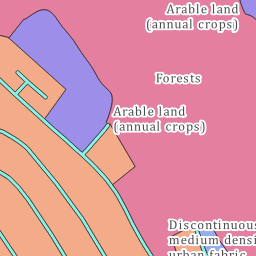 Arable land
(annual crops)
Forests
Arable land
(annual crops)
Discontinuous
medium densi
urban fabric